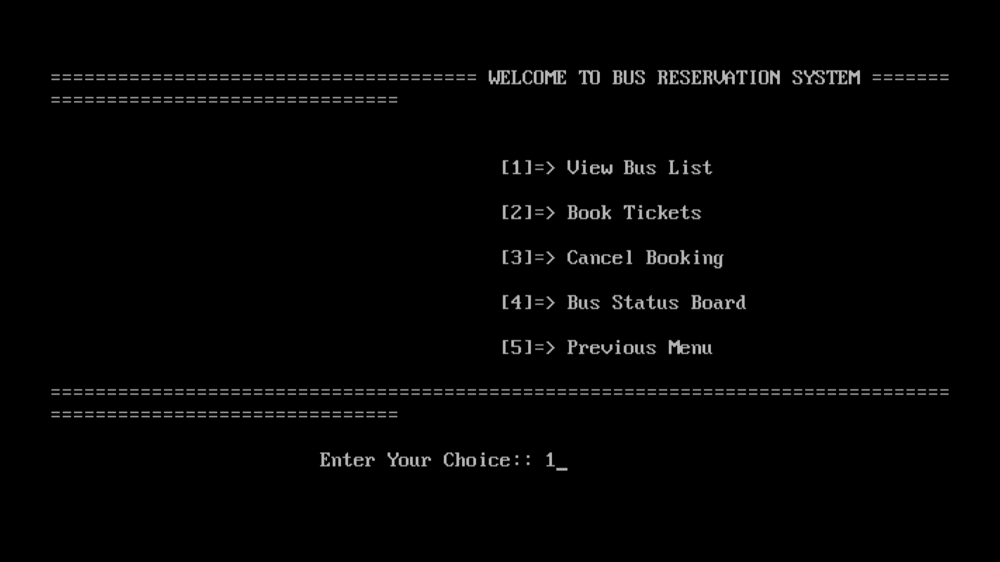 ====================================== WELCOME TO BUS RESERVATION SYSTEM =======
===============================
[1]=> View Bus List
[2]=> Book Tickets
[3]=> Cancel Booking
[4]=> Bus Status Board
[5]=> Previous Menu
================================================================================
===============================
Enter Your Choice:: 1_